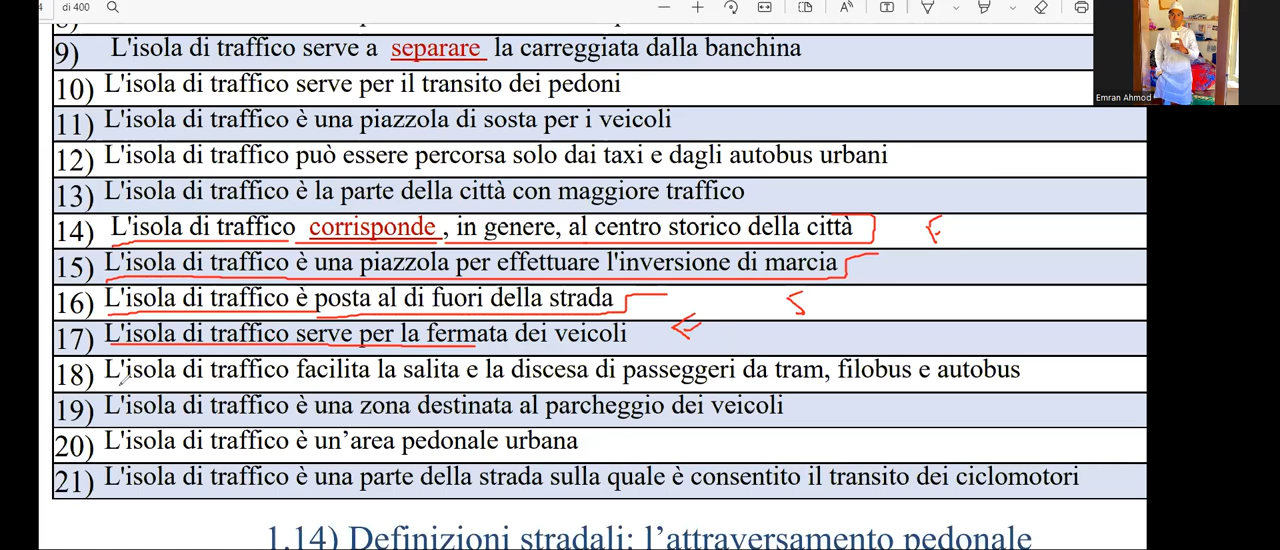 4 di 400
9) L'isola di traffico serve a separare la carreggiata dalla banchina
10) L'isola di traffico serve per il transito dei pedoni
11) L'isola di traffico è una piazzola di sosta per i veicoli
12) L'isola di traffico può essere percorsa solo dai taxi e dagli autobus urbani
13) L'isola di traffico è la parte della città con maggiore traffico
14) L'isola di traffico corrisponde, in genere, al centro storico della città
15) L'isola di traffico è una piazzola per effettuare l'inversione di marcia
16) L'isola di traffico è posta al di fuori della strada
17) L'isola di traffico serve per la fermata dei veicoli
18) L'isola di traffico facilita la salita e la discesa di passeggeri da tram, filobus e autobus
19) L'isola di traffico è una zona destinata al parcheggio dei veicoli
20) L'isola di traffico è un’area pedonale urbana
21) L'isola di traffico è una parte della strada sulla quale è consentito il transito dei ciclomotori
1.14) Definizioni stradali: l’attraversamento pedonale
Emran Ahmod